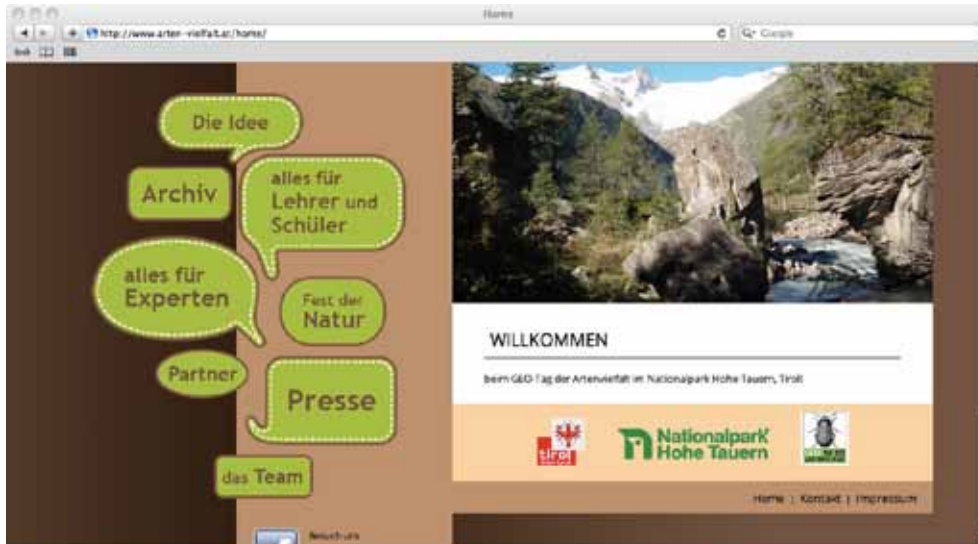 Home
http://www.arten-vielfalt.at/home/
Google
Die Idee
Archiv
alles für
Lehrer und
Schüler
alles für
Experten
Fest der
Natur
Partner
Presse
das Team
Besuch uns
WILLKOMMEN
beim GEO-Tag der Artenvielfalt im Nationalpark Hohe Tauern, Tirol!
tirol
Nationalpark
Hohe Tauern
Home | Kontakt | Impressum